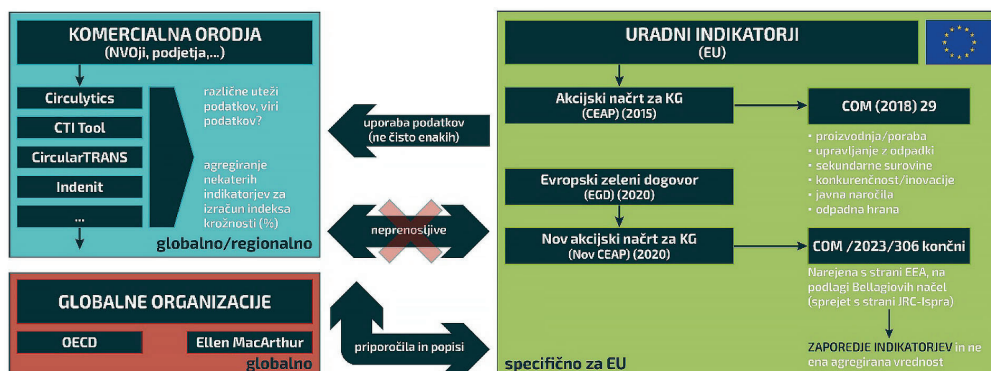 KOMERCIALNA ORODJA
(NVOji, podjetja,...)
Circulytics
CTI Tool
CircularTRANS
Indenit
...
različne uteži
podatkov, viri
podatkov?
agregiranje
nekaterih
indikatorjev za
izračun indeksa
krožnosti (%)
globalno/regionalno
GLOBALNE ORGANIZACIJE
OECD
Ellen MacArthur
globalno
uporaba podatkov
(ne čisto enakih)
neprenosljive
priporočila in popisi
URADNI INDIKATORJI
(EU)
Akcijski načrt za KG
(CEAP) (2015)
COM (2018) 29
• proizvodnja/poraba
• upravljanje z odpadki
• sekundarne surovine
• konkurenčnost/inovacije
• javna naročila
• odpadna hrana
Evropski zeleni dogovor
(EGD) (2020)
Nov akcijski načrt za KG
(Nov CEAP) (2020)
COM /2023/306 končni
Narejena s strani EEA, na
podlagi Bellagiovih načel
(sprejet s strani JRC-Ispra)
ZAPOREDJE INDIKATORJEV in ne
ena agregirana vrednost
specifično za EU